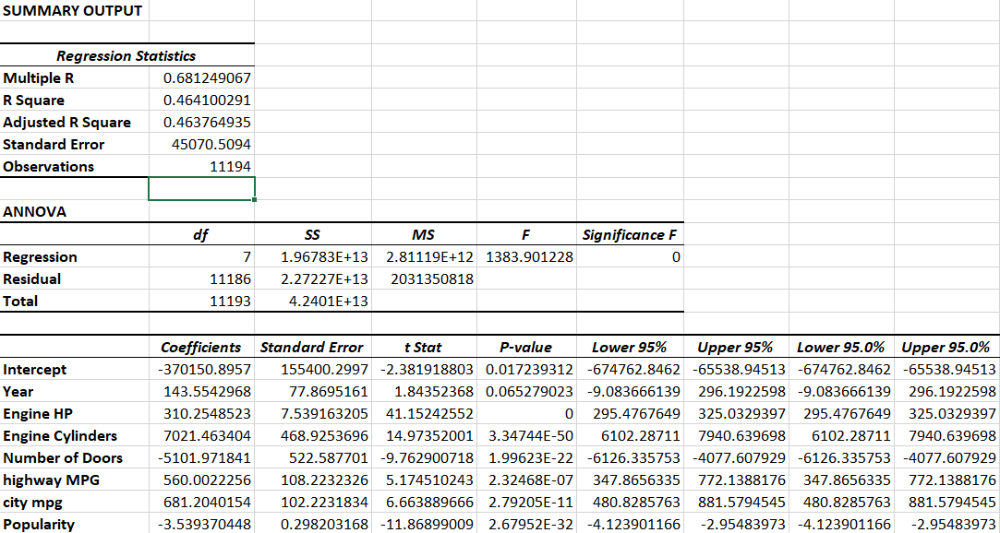 SUMMARY OUTPUT
Regression Statistics
Multiple R 0.681249067
R Square 0.464100291
Adjusted R Square 0.463764935
Standard Error 45070.5094
Observations 11194
ANNOVA
df SS MS F Significance F
Regression 7 1.96783E+13 2.81119E+12 1383.901228 0
Residual 11186 2.27227E+13 2031350818
Total 11193 4.2401E+13
Coefficients Standard Error t Stat P-value Lower 95% Upper 95% Lower 95.0% Upper 95.0%
Intercept -370150.8957 155400.2997 -2.381918803 0.017239312 -674762.8462 -65538.94513 -674762.8462 -65538.94513
Year 143.5542968 77.8695161 1.84352368 0.065279023 -9.083666139 296.1922598 -9.083666139 296.1922598
Engine HP 310.2548523 7.539163205 41.15242552 0 295.4767649 325.0329397 295.4767649 325.0329397
Engine Cylinders 7021.463404 468.9253696 14.97352001 3.34744E-50 6102.28711 7940.639698 6102.28711 7940.639698
Number of Doors -5101.971841 522.587701 -9.762900718 1.99623E-22 -6126.335753 -4077.607929 -6126.335753 -4077.607929
highway MPG 560.0022256 108.2232326 5.174510243 2.32468E-07 347.8656335 772.1388176 347.8656335 772.1388176
city mpg 681.2040154 102.2231834 6.663889666 2.79205E-11 480.8285763 881.5794545 480.8285763 881.5794545
Popularity -3.539370448 0.298203168 -11.86899009 2.67952E-32 -4.123901166 -2.95483973 -4.123901166 -2.95483973